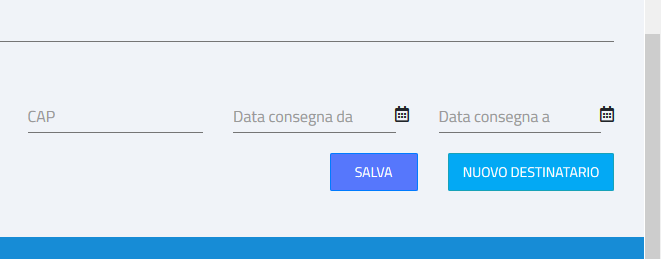 CAP Data consegna da Data consegna a
SALVA NUOVO DESTINATARIO